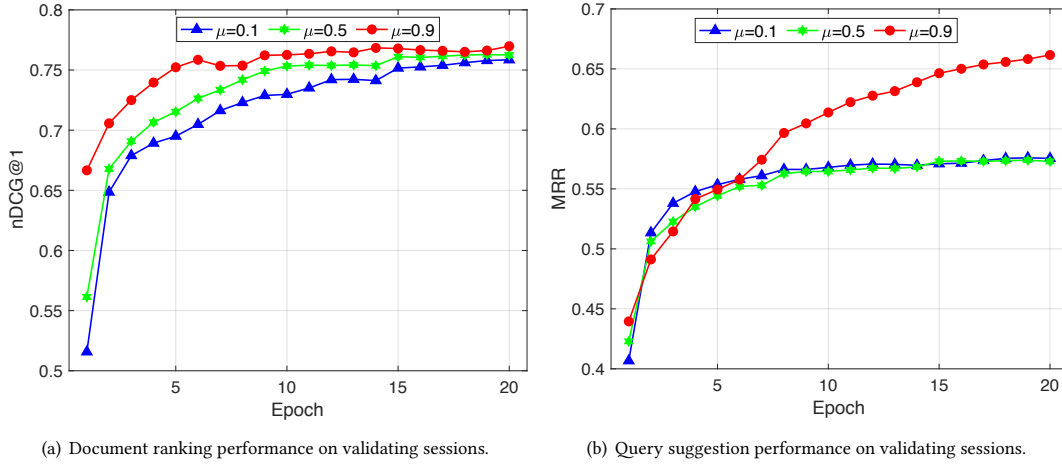 0.8
0.75
0.7
0.65
0.6
0.55
0.5
nDCG@1
μ=0.1 μ=0.5 μ=0.9
5 10 15 20
Epoch
(a) Document ranking performance on validating sessions.
0.7
0.65
0.6
0.55
0.5
0.45
0.4
MRR
μ=0.1 μ=0.5 μ=0.9
5 10 15 20
Epoch
(b) Query suggestion performance on validating sessions.